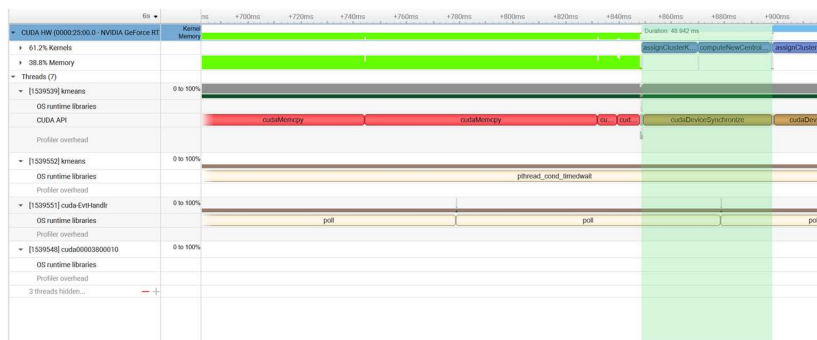 6s
ns +700ms +720ms +740ms +760ms +780ms +800ms +820ms +840ms +860ms +880ms +900ms
CUDA HW (0000:25:00.0 - NVIDIA GeForce RT
Kernel
Memory
Duration: 48.942 ms
61.2% Kernels
assignClusterK... computeNewCentroi... assignCluster
38.8% Memory
Threads (7)
[1539539] kmeans
0 to 100%
OS runtime libraries
CUDA API
cudaMemcpy cudaMemcpy cu... cud... cudaDeviceSynchronize cudaDev
Profiler overhead
[1539552] kmeans
0 to 100%
OS runtime libraries
pthread_cond_timedwait
Profiler overhead
[1539551] cuda-EvtHandlr
0 to 100%
OS runtime libraries
poll poll pol
Profiler overhead
[1539548] cuda00003800010
0 to 100%
OS runtime libraries
Profiler overhead
3 threads hidden...